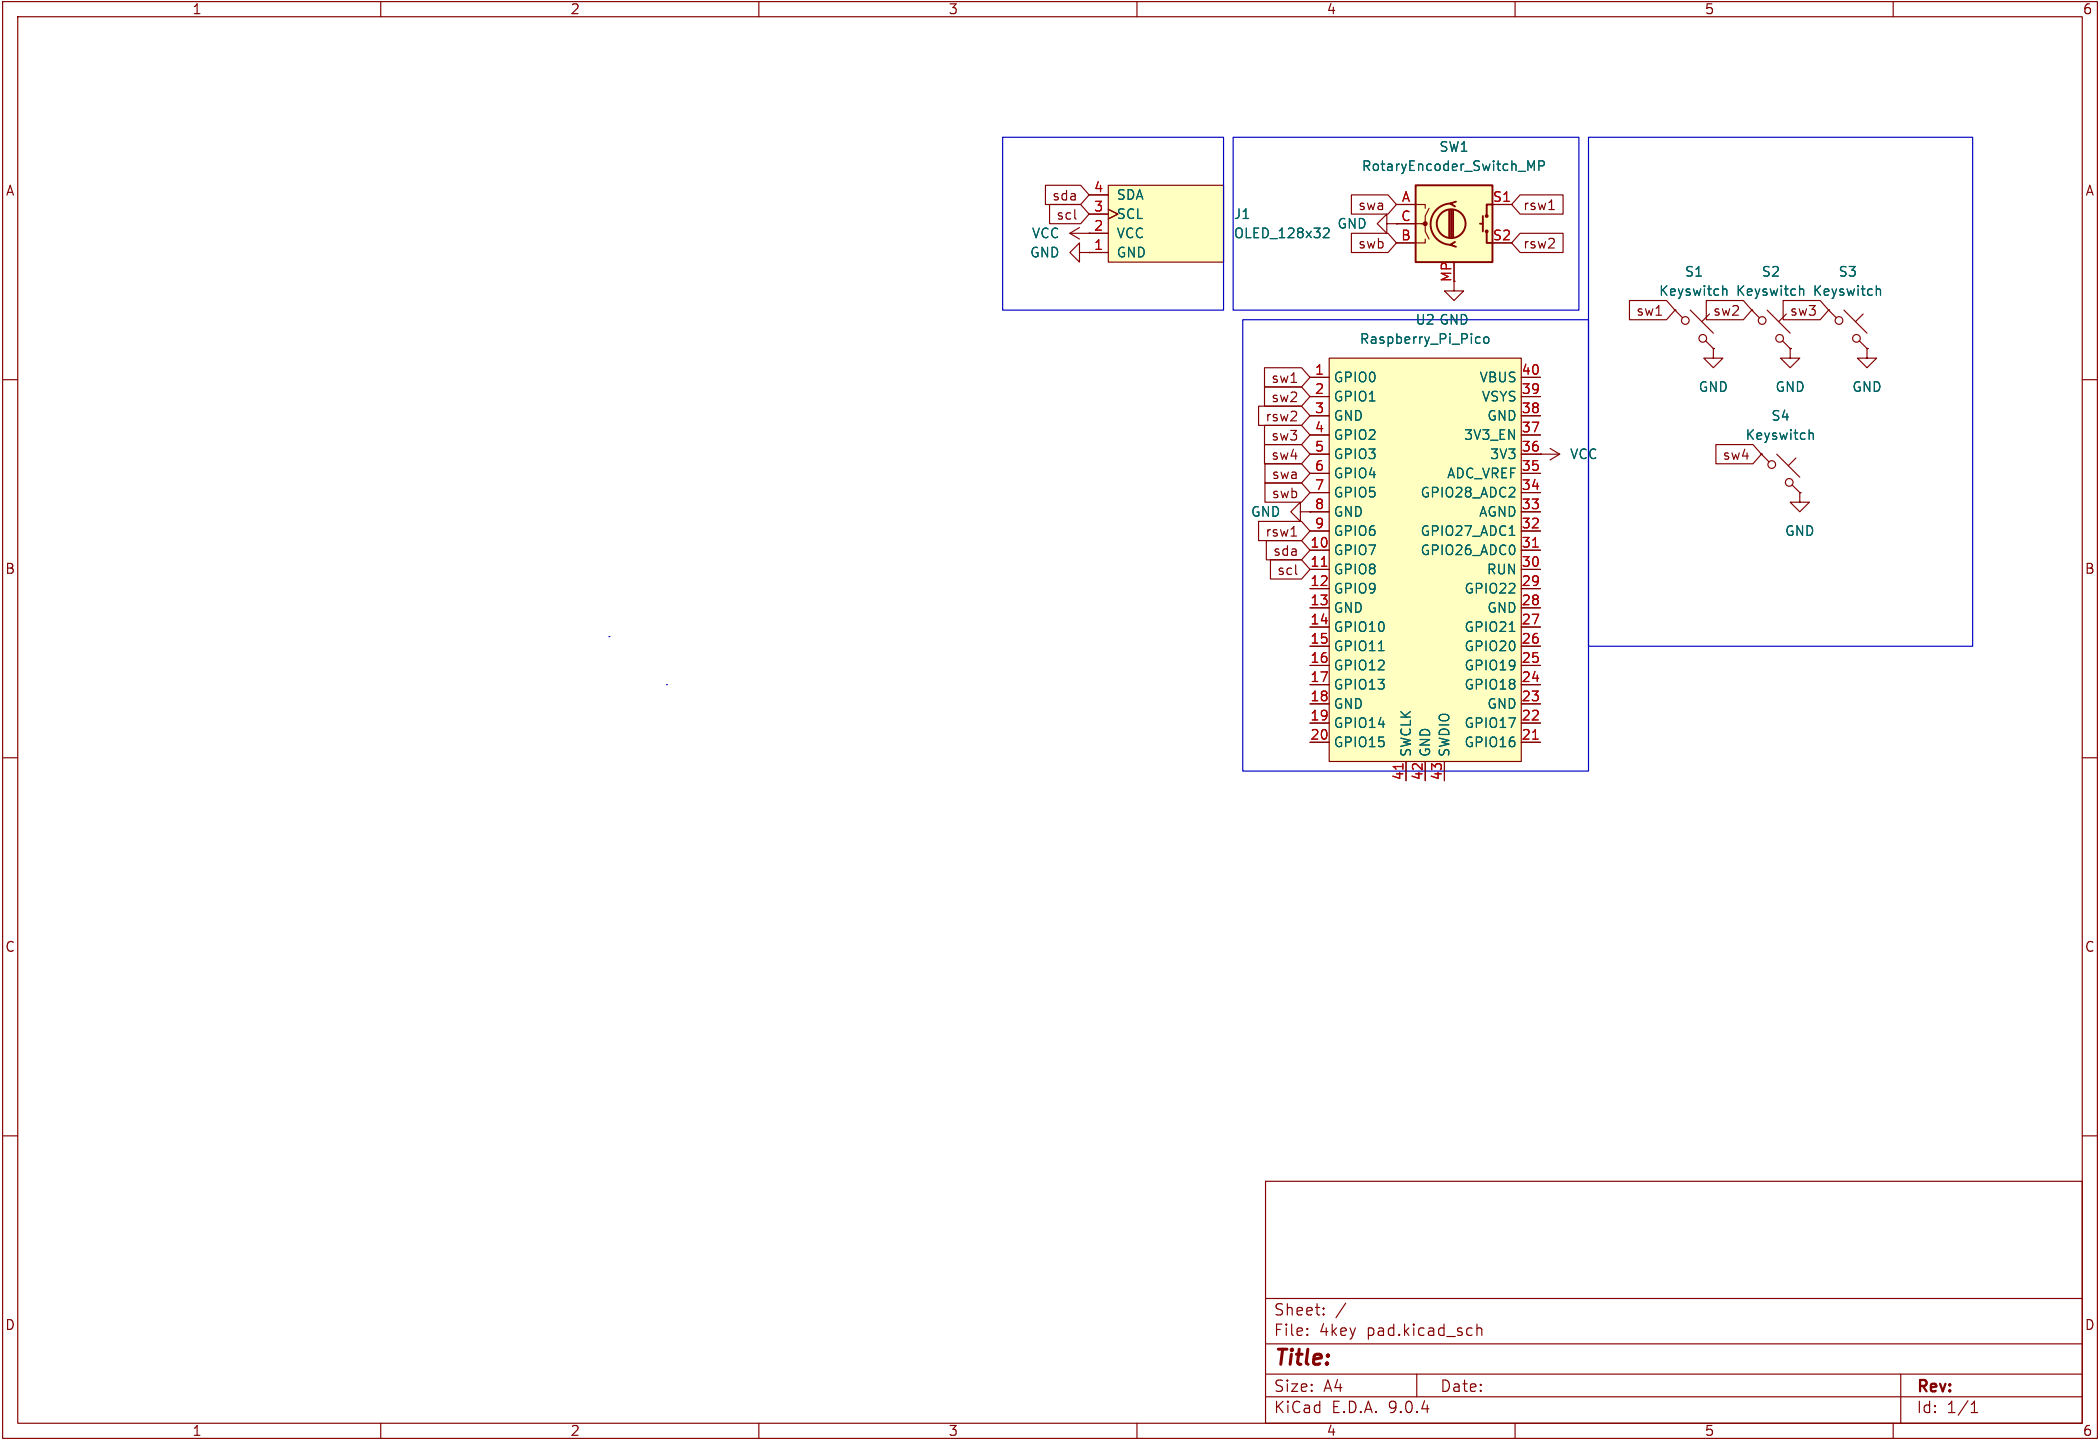 1 2 3 4 5 6
A
B
C
D
A
B
C
D
1 2 3 4 5 6
sda 4 SDA
scl 3 SCL
VCC 2 VCC
GND 1 GND
J1
OLED_128x32
SW1
RotaryEncoder_Switch_MP
swa A S1 rsw1
GND C
swb B S2 rsw2
MP
GND
S1
Keyswitch
sw1
GND
S2
Keyswitch
sw2
GND
S3
Keyswitch
sw3
GND
S4
Keyswitch
sw4
GND
U2
Raspberry_Pi_Pico
sw1 1 GPIO0 VBUS 40
sw2 2 GPIO1 VSYS 39
rsw2 3 GND GND 38
sw3 4 GPIO2 3V3_EN 37
sw4 5 GPIO3 3V3 36 VCC
swa 6 GPIO4 ADC_VREF 35
swb 7 GPIO5 GPIO28_ADC2 34
GND 8 GND AGND 33
rsw1 9 GPIO6 GPIO27_ADC1 32
sda 10 GPIO7 GPIO26_ADC0 31
scl 11 GPIO8 RUN 30
12 GPIO9 GPIO22 29
13 GND GND 28
14 GPIO10 GPIO21 27
15 GPIO11 GPIO20 26
16 GPIO12 GPIO19 25
17 GPIO13 GPIO18 24
18 GND GND 23
19 GPIO14 GPIO17 22
20 GPIO15 GPIO16 21
SWCLK GND SWDIO
41 42 43
Sheet: /
File: 4key pad.kicad_sch
Title:
Size: A4 Date: Rev:
KiCad E.D.A. 9.0.4 Id: 1/1